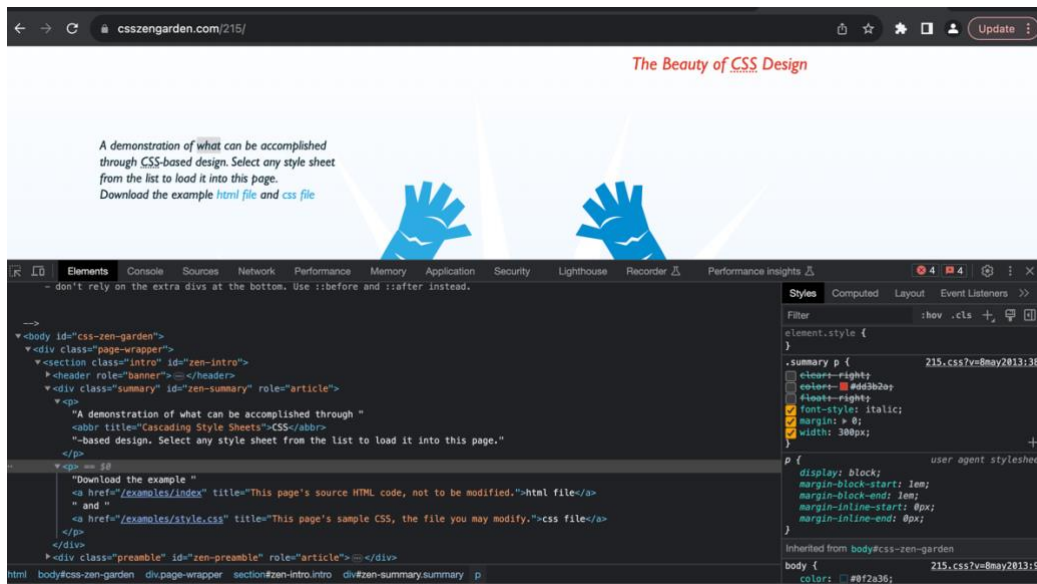 csszengarden.com/215/
Update
The Beauty of CSS Design
A demonstration of what can be accomplished
through CSS-based design. Select any style sheet
from the list to load it into this page.
Download the example html file and css file
Elements Console Sources Network Performance Memory Application Security Lighthouse Recorder Performance insights 4 4
- don't rely on the extra divs at the bottom. Use ::before and ::after instead.
-->
<body id="css-zen-garden">
<div class="page-wrapper">
<section class="intro" id="zen-intro">
<header role="banner">…</header>
<div class="summary" id="zen-summary" role="article">
<p>
"A demonstration of what can be accomplished through "
<abbr title="Cascading Style Sheets">CSS</abbr>
"-based design. Select any style sheet from the list to load it into this page."
</p>
<p> == $0
"Download the example "
<a href="/examples/index" title="This page's source HTML code, not to be modified.">html file</a>
" and "
<a href="/examples/style.css" title="This page's sample CSS, the file you may modify.">css file</a>
</p>
</div>
<div class="preamble" id="zen-preamble" role="article">…</div>
html body#css-zen-garden div.page-wrapper section#zen-intro.intro div#zen-summary.summary p
Styles Computed Layout Event Listeners >>
Filter :hov .cls +
element.style {
}
.summary p { 215.css?v=8may2013:38
clear: right;
color: #dd3b2a;
float: right;
font-style: italic;
margin: 0;
width: 300px;
}
p { user agent styleshee
display: block;
margin-block-start: 1em;
margin-block-end: 1em;
margin-inline-start: 0px;
margin-inline-end: 0px;
}
Inherited from body#css-zen-garden
body { 215.css?v=8may2013:9
color: #0f2a36;